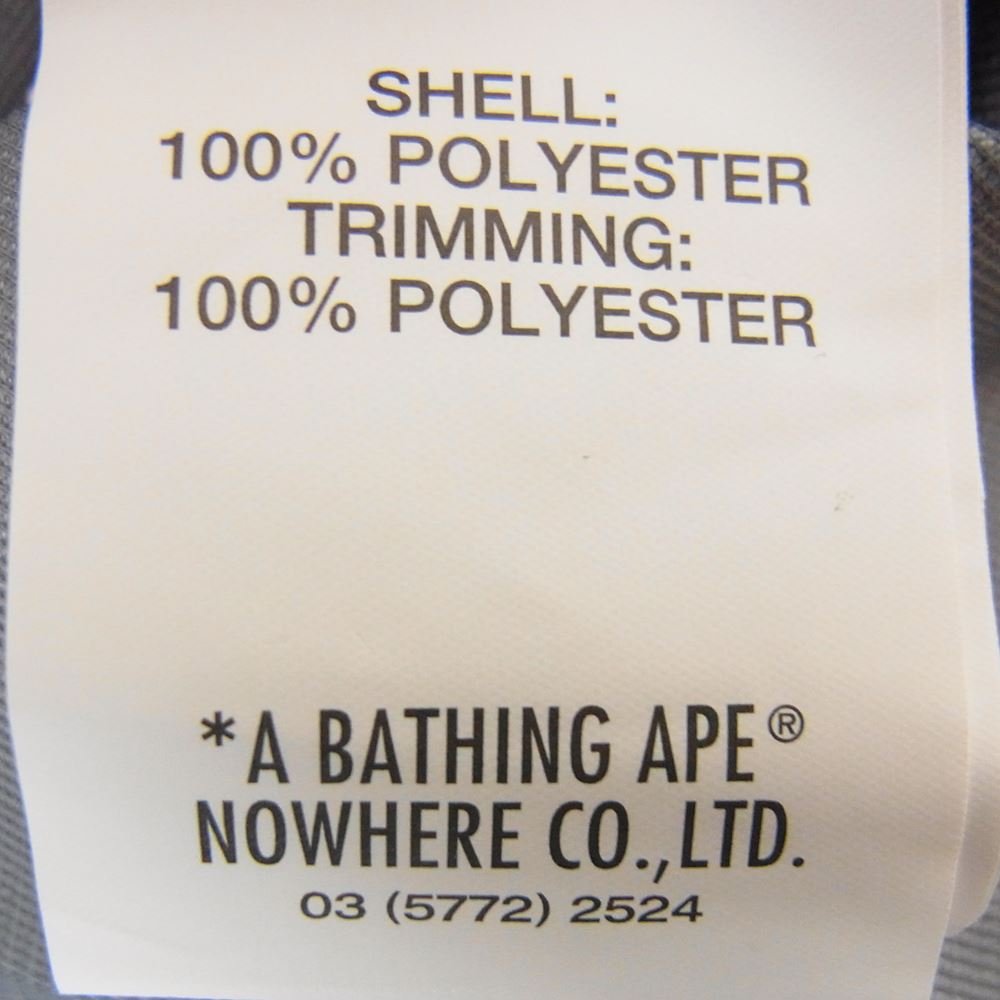 SHELL:
100% POLYESTER
TRIMMING:
100% POLYESTER
*A BATHING APE®
NOWHERE CO.,LTD.
03 (5772) 2524